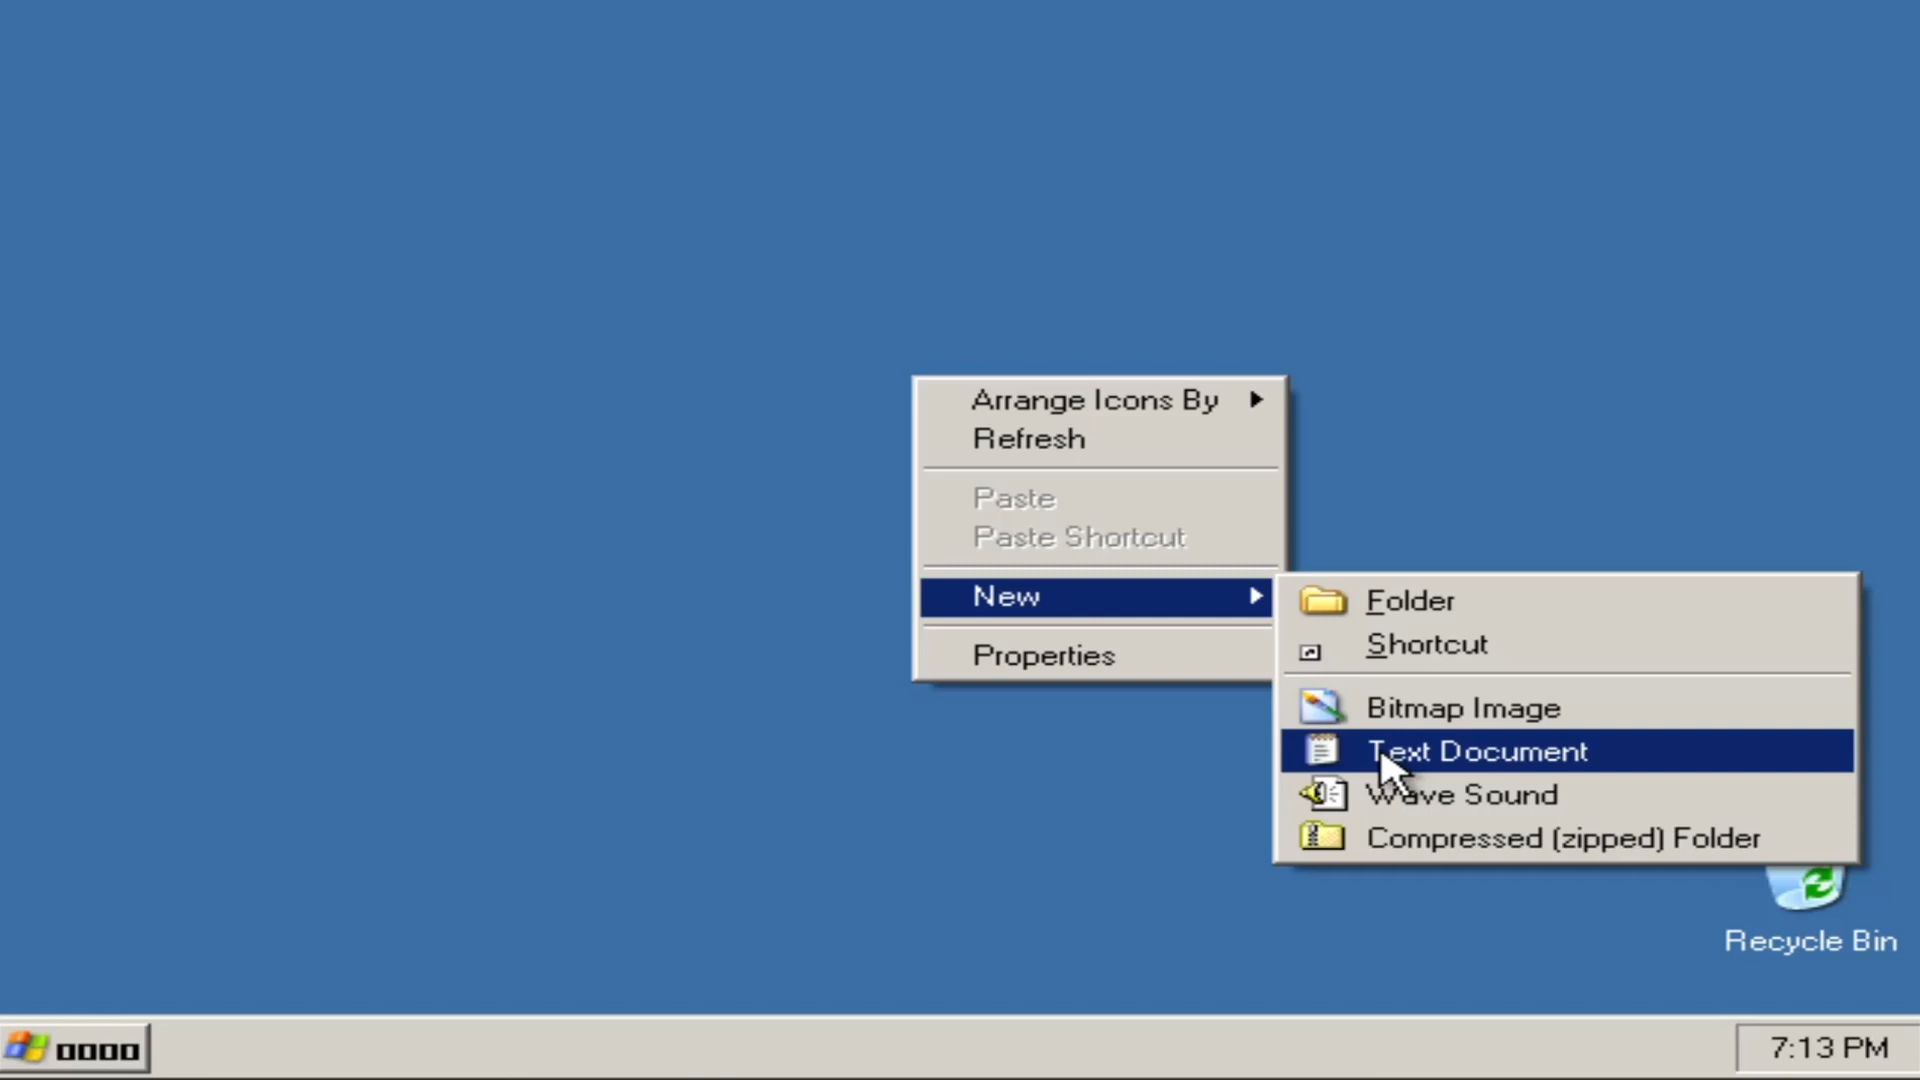 Arrange Icons By
Refresh
Paste
Paste Shortcut
New
Properties
Folder
Shortcut
Bitmap Image
Text Document
Wave Sound
Compressed (zipped) Folder
Recycle Bin
7:13 PM